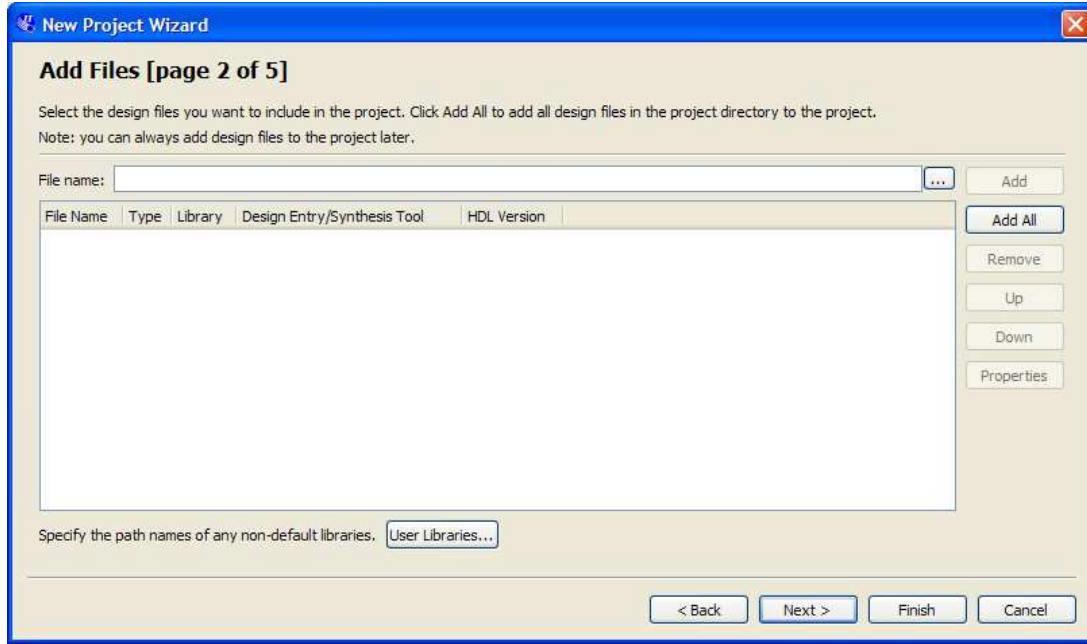 New Project Wizard
Add Files [page 2 of 5]
Select the design files you want to include in the project. Click Add All to add all design files in the project directory to the project.
Note: you can always add design files to the project later.
File name: ... Add
File Name Type Library Design Entry/Synthesis Tool HDL Version
Add All
Remove
Up
Down
Properties
Specify the path names of any non-default libraries. User Libraries...
< Back Next > Finish Cancel